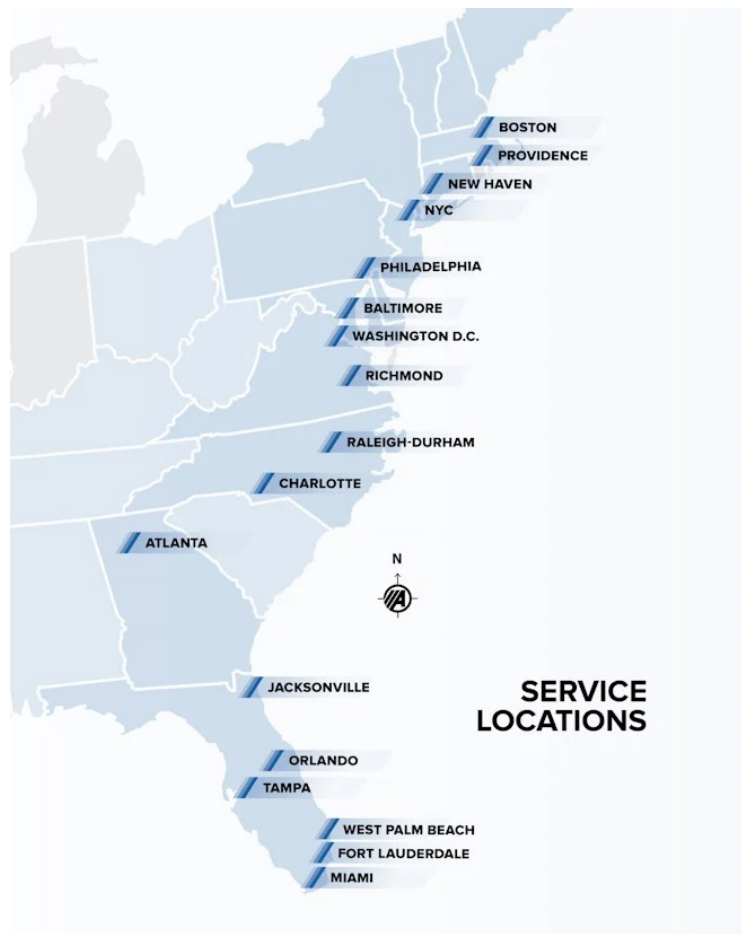 BOSTON
PROVIDENCE
NEW HAVEN
NYC
PHILADELPHIA
BALTIMORE
WASHINGTON D.C.
RICHMOND
RALEIGH-DURHAM
CHARLOTTE
ATLANTA
N
A
JACKSONVILLE
SERVICE
LOCATIONS
ORLANDO
TAMPA
WEST PALM BEACH
FORT LAUDERDALE
MIAMI